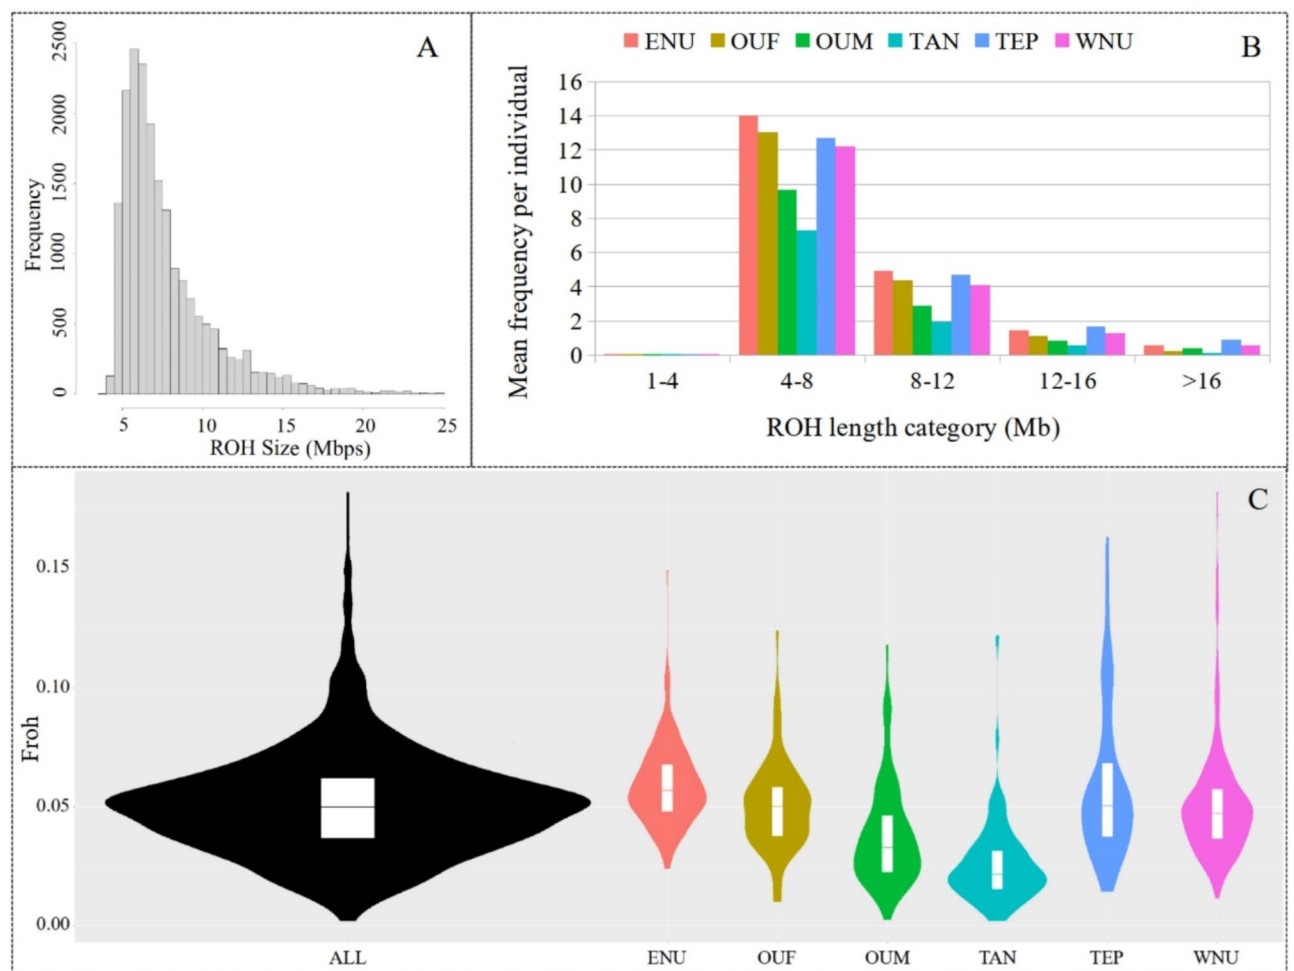 A
2500
2000
1500
1000
500
0
Frequency
5 10 15 20 25
ROH Size (Mbps)
ENU OUF OUM TAN TEP WNU
B
16
14
12
10
8
6
4
2
0
Mean frequency per individual
1-4 4-8 8-12 12-16 >16
ROH length category (Mb)
C
0.15
0.10
0.05
0.00
Froh
ALL ENU OUF OUM TAN TEP WNU